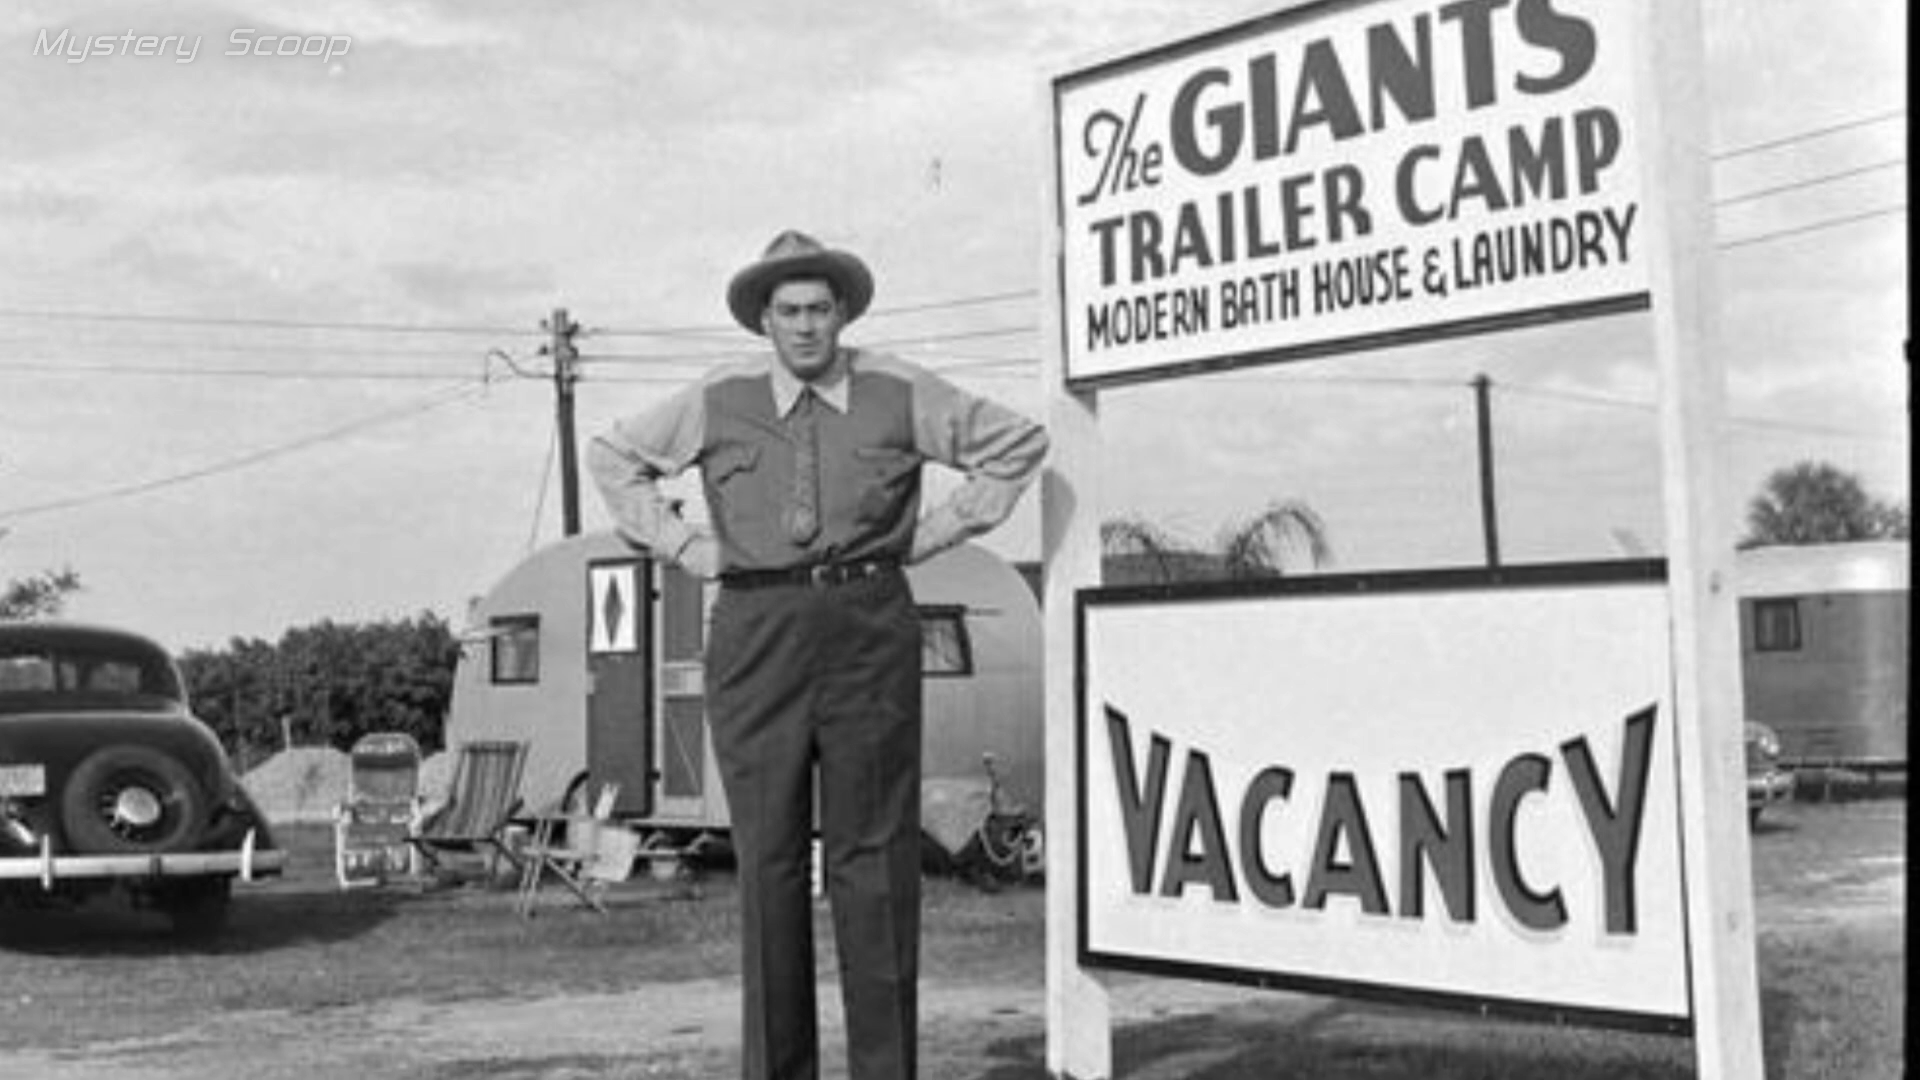 Mystery Scoop
The GIANTS
TRAILER CAMP
MODERN BATH HOUSE & LAUNDRY
VACANCY